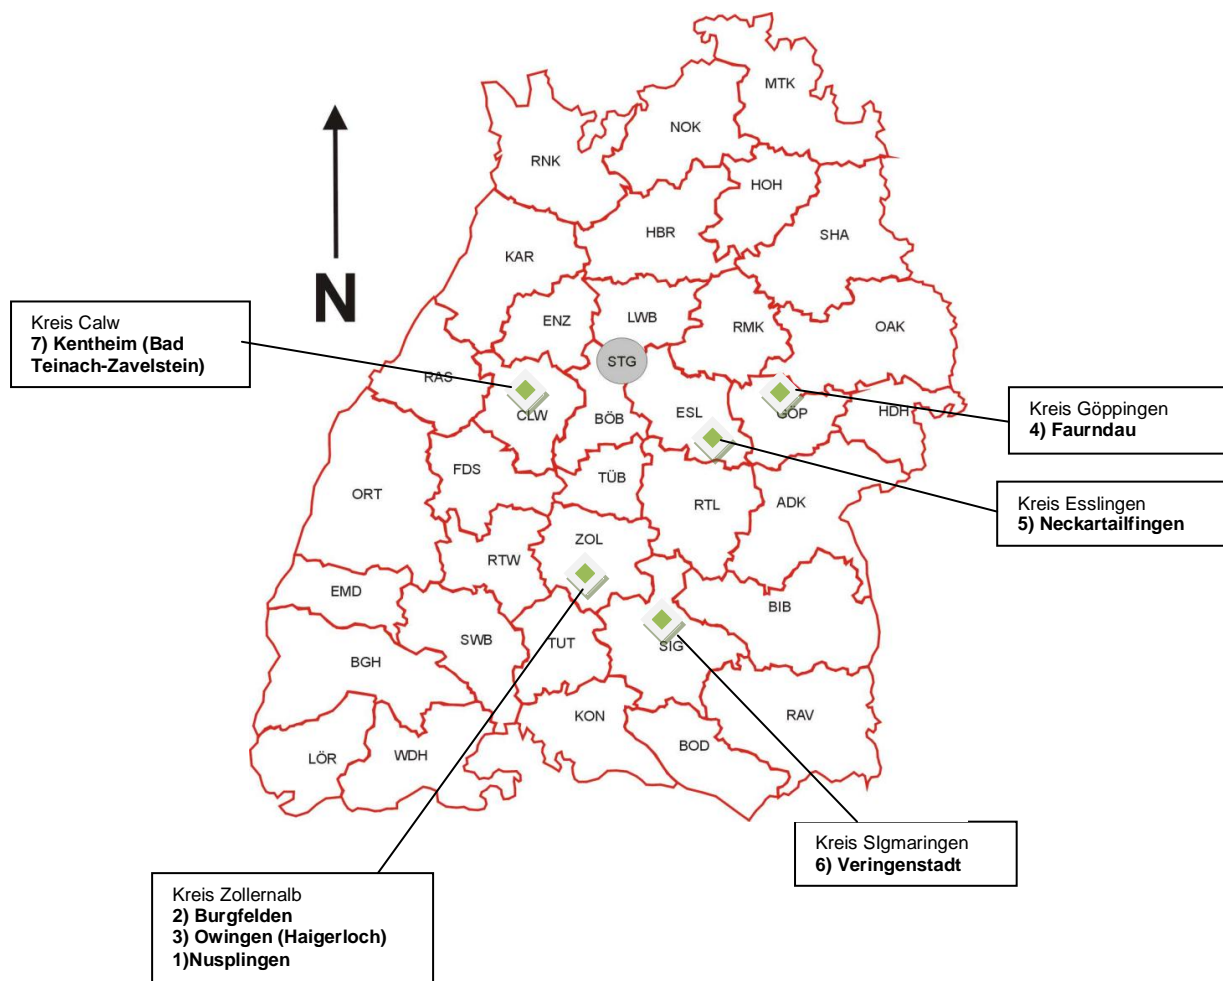 MTK
NOK
RNK
HOH
HBR
SHA
KAR
N
ENZ
LWB
RMK
OAK
Kreis Calw
7) Kentheim (Bad
Teinach-Zavelstein)
STG
RAS
CLW
BÖB
ESL
GÖP
HDH
Kreis Göppingen
4) Faurndau
FDS
TÜB
ORT
RTL
ADK
Kreis Esslingen
5) Neckartailfingen
ZOL
RTW
EMD
BIB
SWB
TUT
SIG
BGH
KON
RAV
BOD
LÖR
WDH
Kreis SIgmaringen
6) Veringenstadt
Kreis Zollernalb
2) Burgfelden
3) Owingen (Haigerloch)
1)Nusplingen